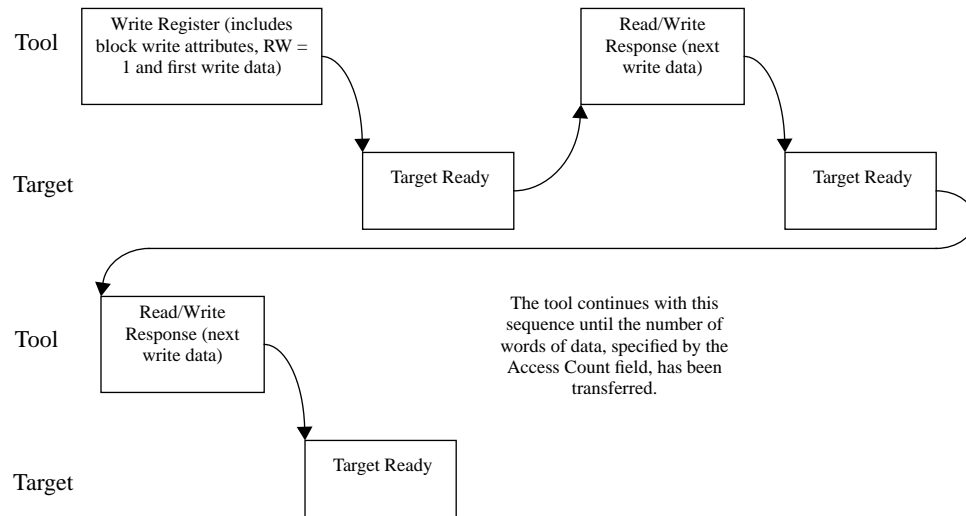 Tool
Write Register (includes
block write attributes, RW =
1 and first write data)
Read/Write
Response (next
write data)
Target
Target Ready
Target Ready
Tool
Read/Write
Response (next
write data)
The tool continues with this
sequence until the number of
words of data, specified by the
Access Count field, has been
transferred.
Target
Target Ready